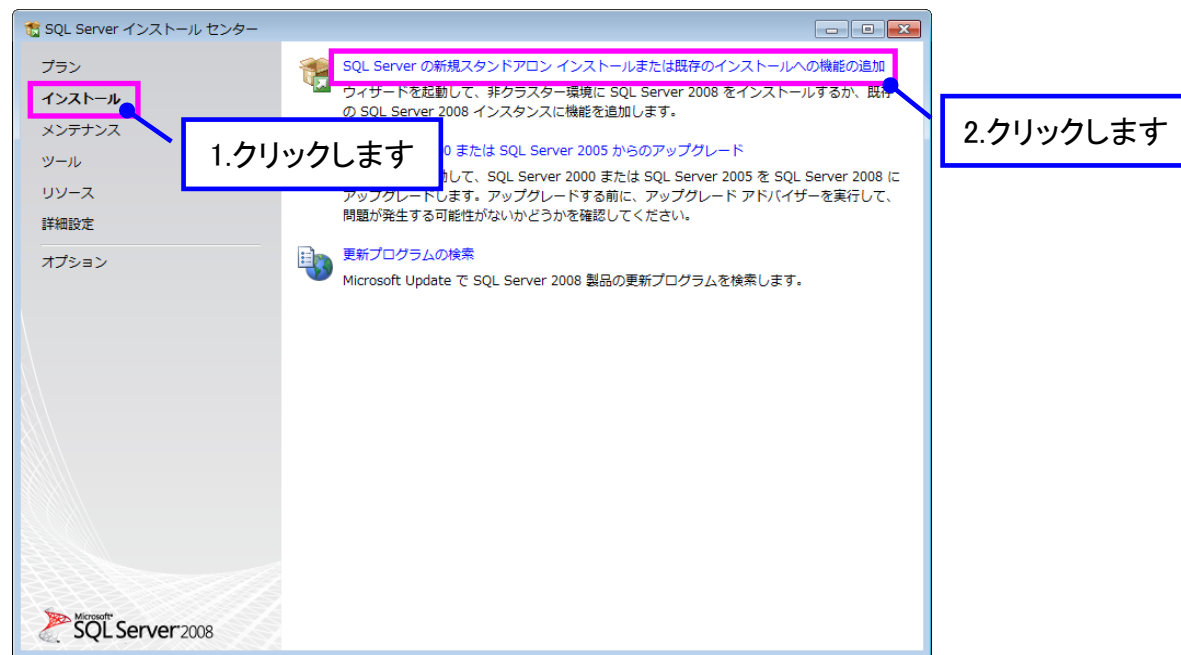 SQL Server インストール センター
プラン
インストール
メンテナンス
ツール
リソース
詳細設定
オプション
1.クリックします
SQL Server の新規スタンドアロン インストールまたは既存のインストールへの機能の追加
ウィザードを起動して、非クラスター環境に SQL Server 2008 をインストールするか、既存
の SQL Server 2008 インスタンスに機能を追加します。
2.クリックします
0 または SQL Server 2005 からのアップグレード
して、SQL Server 2000 または SQL Server 2005 を SQL Server 2008 に
アップグレードします。アップグレードする前に、アップグレード アドバイザーを実行して、
問題が発生する可能性がないかどうかを確認してください。
更新プログラムの検索
Microsoft Update で SQL Server 2008 製品の更新プログラムを検索します。
Microsoft
SQL Server 2008